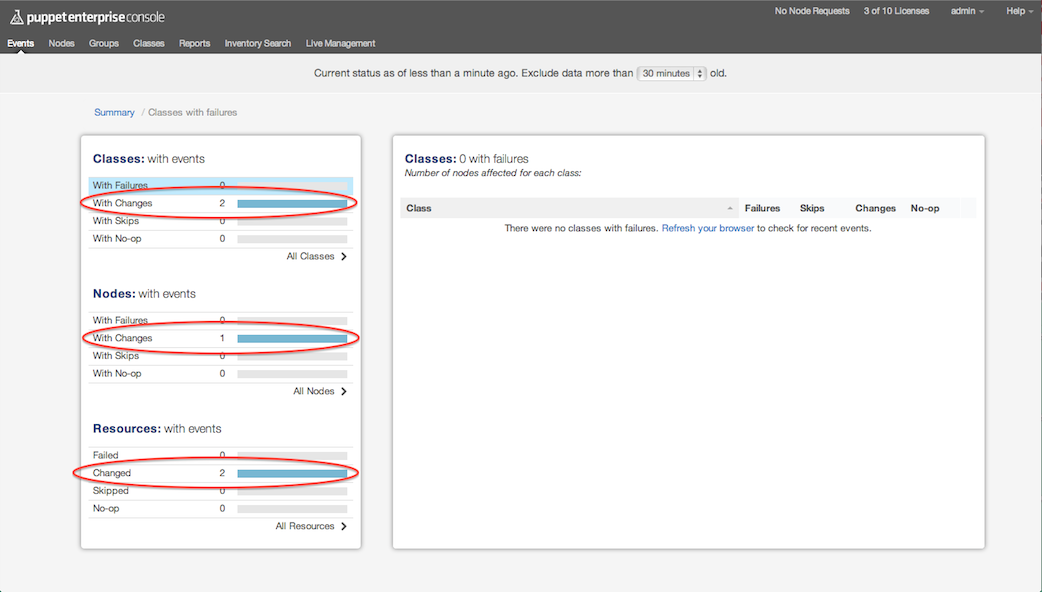 puppet enterprise console
No Node Requests 3 of 10 Licenses admin Help
Events Nodes Groups Classes Reports Inventory Search Live Management
Current status as of less than a minute ago. Exclude data more than 30 minutes old.
Summary / Classes with failures
Classes: with events
With Failures 0
With Changes 2
With Skips 0
With No-op 0
All Classes
Nodes: with events
With Failures 0
With Changes 1
With Skips 0
With No-op 0
All Nodes
Resources: with events
Failed 0
Changed 2
Skipped 0
No-op 0
All Resources
Classes: 0 with failures
Number of nodes affected for each class:
Class Failures Skips Changes No-op
There were no classes with failures. Refresh your browser to check for recent events.